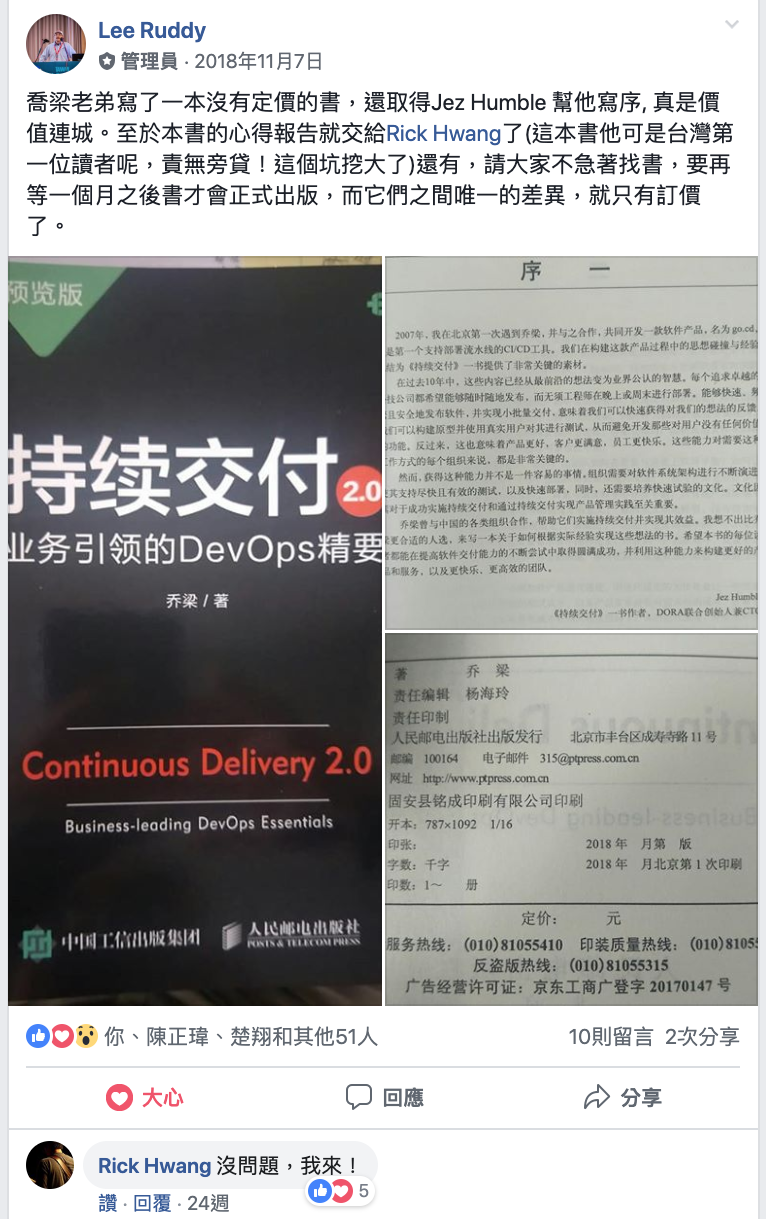 Lee Ruddy
管理員 · 2018年11月7日
喬梁老弟寫了一本沒有定價的書，還取得Jez Humble 幫他寫序, 真是價
值連城。至於本書的心得報告就交給Rick Hwang了(這本書他可是台灣第
一位讀者呢，責無旁貸！這個坑挖大了)還有，請大家不急著找書，要再
等一個月之後書才會正式出版，而它們之間唯一的差異，就只有訂價
了。
预览版
持续交付 2.0
业务引领的DevOps精要
乔梁 / 著
Continuous Delivery 2.0
Business-leading DevOps Essentials
中国工信出版集团
人民邮电出版社
POSTS & TELECOM PRESS
序 一
2007年，我在北京第一次遇到乔梁，并与之合作，共同开发一款软件产品，名为go.cd，
是第一个支持部署流水线的CI/CD工具。我们在构建这款产品过程中的思想碰撞与经验
结为《持续交付》一书提供了非常关键的素材。
在过去10年中，这些内容已经从最前沿的想法变为业界公认的智慧。每个追求卓越的
技公司都希望能够随时随地发布，而无须工程师在晚上或周末进行部署。能够快速、频
且安全地发布软件，并实现小批量交付，意味着我们可以快速获得对我们的想法的反馈
们可以构建原型并使用真实用户对其进行测试，从而避免开发那些对用户没有任何价值
功能。反过来，这也意味着产品更好，客户更满意，员工更快乐。这些能力对需要这种
工作方式的每个组织来说，都是非常关键的。
然而，获得这种能力并不是一件容易的事情，组织需要对软件系统架构进行不断演进
其支持尽快且有效的测试，以及快速部署，同时，还需要培养快速试验的文化。文化
对于成功实施持续交付和通过持续交付实现产品管理实践至关重要。
乔梁曾与中国的各类组织合作，帮助它们实施持续交付并实现其效益。我想不出比
更合适的人选，来写一本关于如何根据实际经验实现这些想法的书。希望本书的每位
都能在提高软件交付能力的不断尝试中取得圆满成功，并利用这种能力来构建更好的
品和服务，以及更快乐、更高效的团队。
Jez Humbl
《持续交付》一书作者，DORA联合创始人兼CTO
著 乔 梁
责任编辑 杨海玲
责任印制
人民邮电出版社出版发行 北京市丰台区成寿寺路 11 号
邮编 100164 电子邮件 315@ptpress.com.cn
网址 http://www.ptpress.com.cn
固安县铭成印刷有限公司印刷
开本：787×1092 1/16
印张： 2018 年 月第 版
字数：千字 2018 年 月北京第 1 次印刷
印数：1～ 册
定价： 元
服务热线：(010)81055410 印装质量热线：(010)8105
反盗版热线：(010)81055315
广告经营许可证：京东工商广登字 20170147 号
你、陳正瑋、楚翔和其他51人
10則留言 2次分享
大心 回應 分享
Rick Hwang 沒問題，我來！
讚 · 回覆 · 24週
5